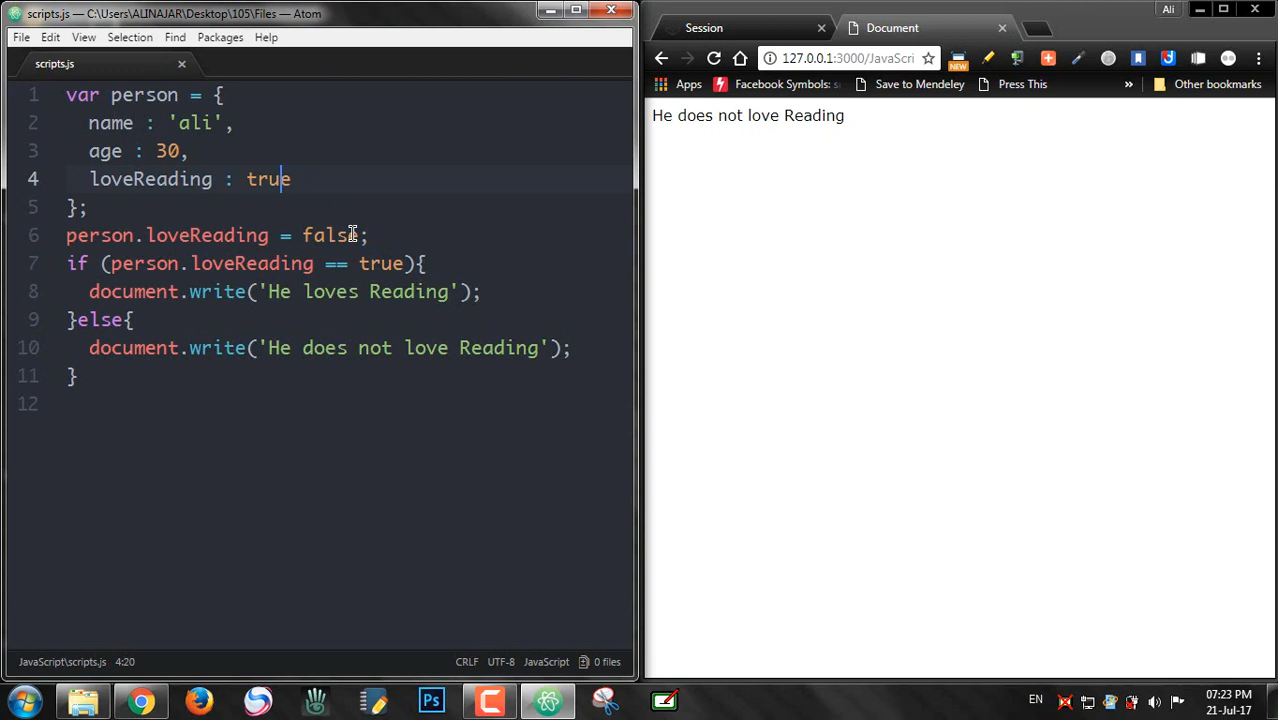 scripts.js — C:\Users\ALINAJAR\Desktop\105\Files — Atom
File Edit View Selection Find Packages Help
scripts.js
1 var person = {
2 name : 'ali',
3 age : 30,
4 loveReading : true
5 };
6 person.loveReading = false;
7 if (person.loveReading == true){
8 document.write('He loves Reading');
9 }else{
10 document.write('He does not love Reading');
11 }
12
JavaScript\scripts.js 4:20 CRLF UTF-8 JavaScript 0 files
Ali
Session Document
127.0.0.1:3000/JavaScri
NEW
Apps Facebook Symbols: Save to Mendeley Press This » Other bookmarks
He does not love Reading
Ps
EN
07:23 PM
21-Jul-17